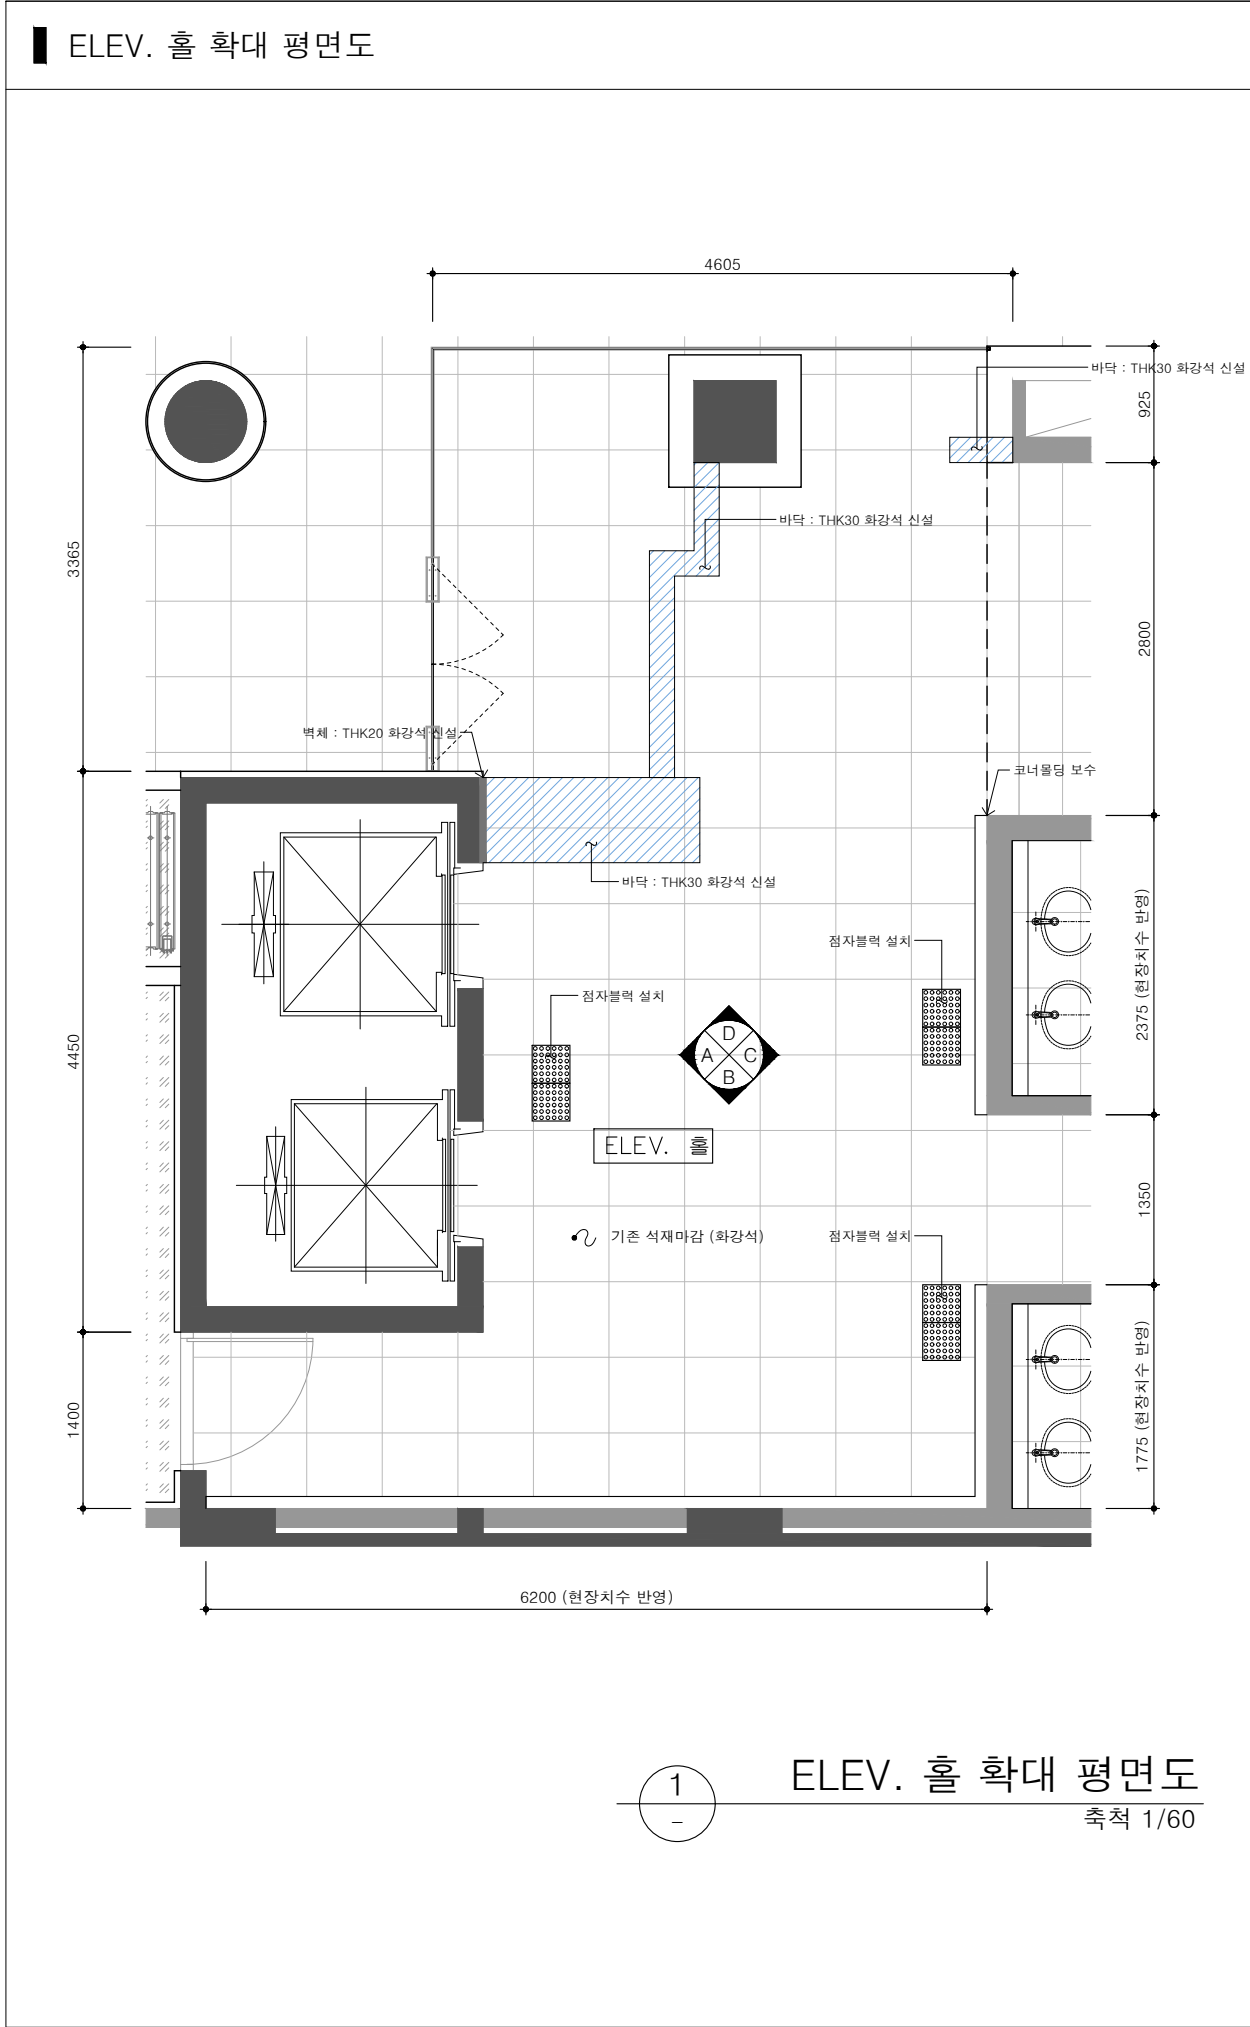 ELEV. 홀 확대 평면도
4605
바닥 : THK30 화강석 신설
925
바닥 : THK30 화강석 신설
3365
2800
벽체 : THK20 화강석 신설
코너몰딩 보수
바닥 : THK30 화강석 신설
2375 (현장치수 반영)
점자블럭 설치
점자블럭 설치
4450
D
A
C
B
ELEV. 홀
1350
기존 석재마감 (화강석)
점자블럭 설치
1400
1775 (현장치수 반영)
6200 (현장치수 반영)
1
-
ELEV. 홀 확대 평면도
축척 1/60